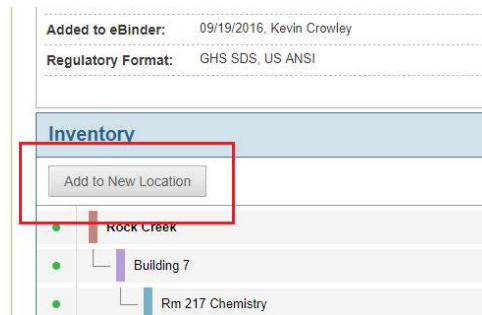 Added to eBinder: 09/19/2016, Kevin Crowley
Regulatory Format: GHS SDS, US ANSI
Inventory
Add to New Location
Rock Creek
Building 7
Rm 217 Chemistry